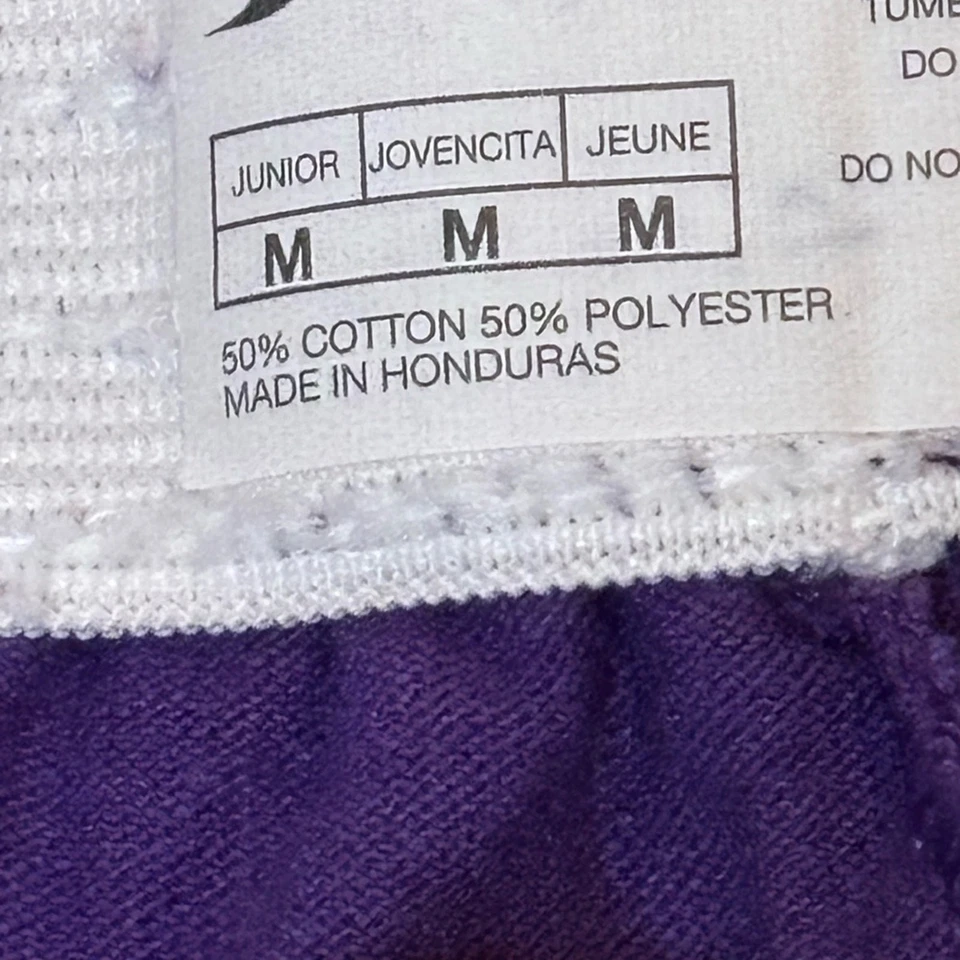 DO
JUNIOR JOVENCITA JEUNE
DO NO
M M M
50% COTTON 50% POLYESTER
MADE IN HONDURAS